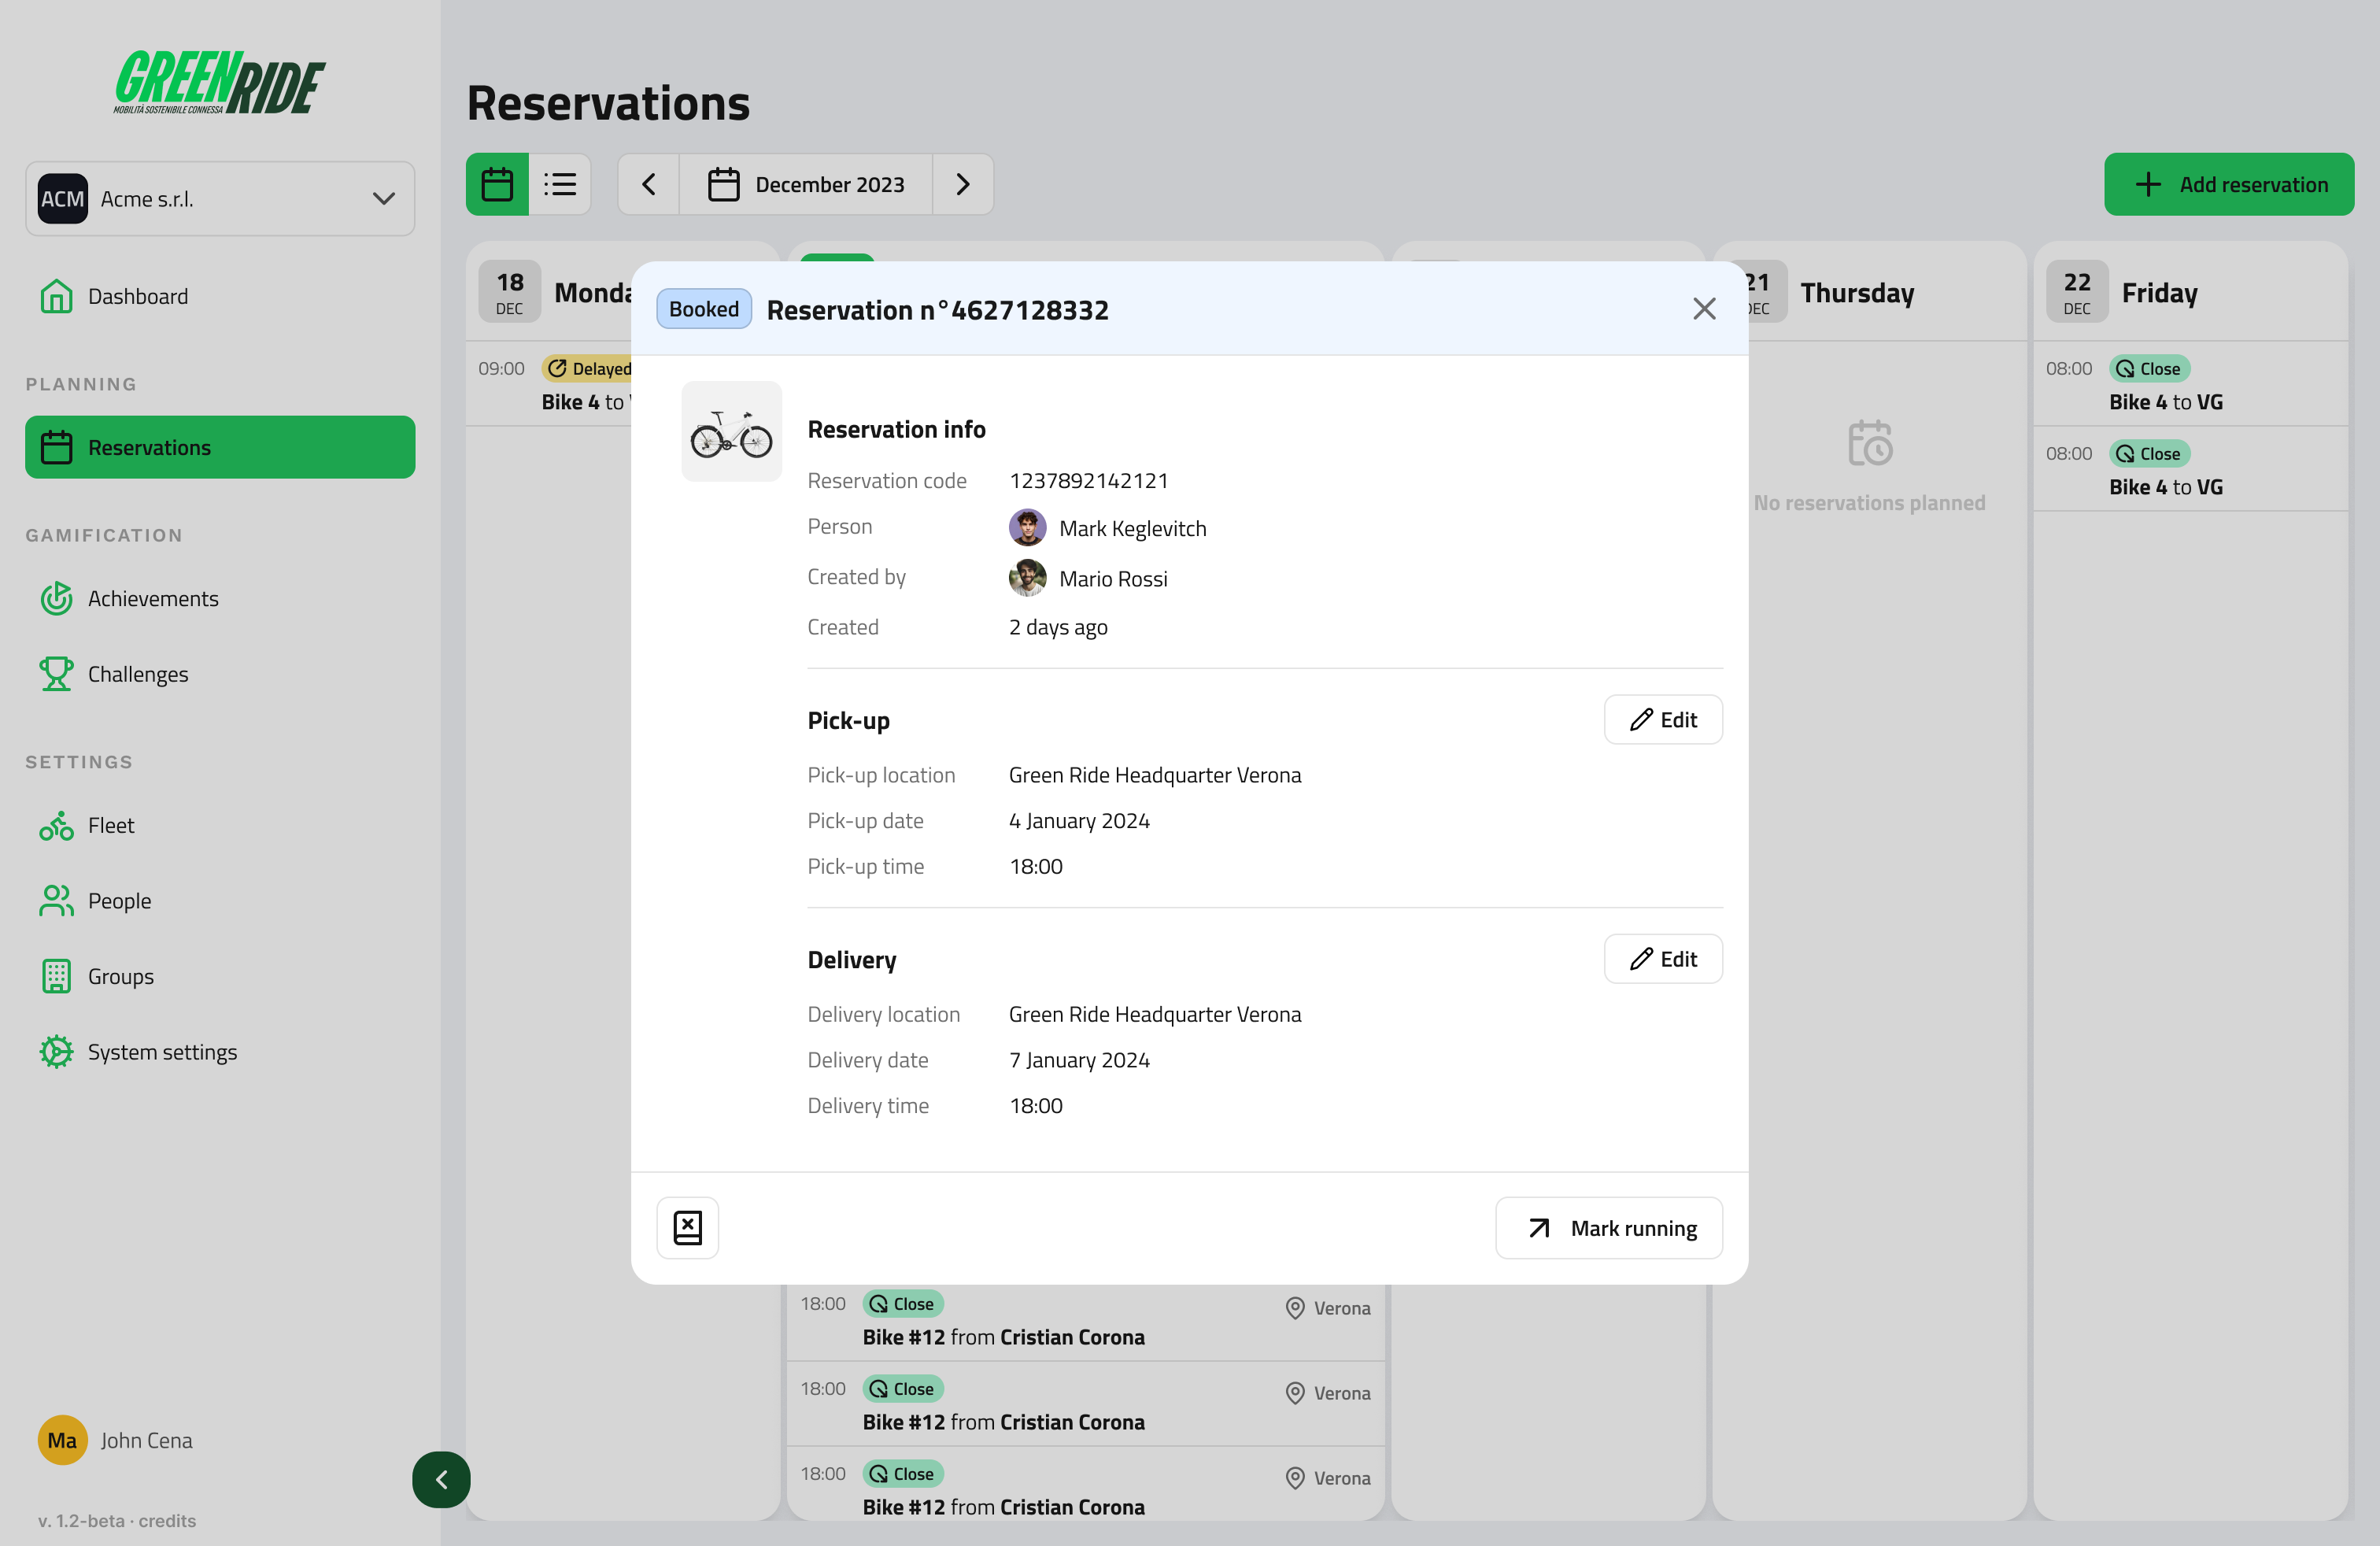 GREENRIDE
MOBILITÀ SOSTENIBILE CONNESSA
ACM Acme s.r.l.
Dashboard
PLANNING
Reservations
GAMIFICATION
Achievements
Challenges
SETTINGS
Fleet
People
Groups
System settings
Ma John Cena
v. 1.2-beta · credits
Reservations
December 2023
Add reservation
18
DEC
Monda
09:00 Delayed
Bike 4 to
21
DEC
Thursday
No reservations planned
22
DEC
Friday
08:00 Close
Bike 4 to VG
08:00 Close
Bike 4 to VG
Booked Reservation n°4627128332
Reservation info
Reservation code 1237892142121
Person Mark Keglevitch
Created by Mario Rossi
Created 2 days ago
Pick-up
Edit
Pick-up location Green Ride Headquarter Verona
Pick-up date 4 January 2024
Pick-up time 18:00
Delivery
Edit
Delivery location Green Ride Headquarter Verona
Delivery date 7 January 2024
Delivery time 18:00
Mark running
18:00 Close Verona
Bike #12 from Cristian Corona
18:00 Close Verona
Bike #12 from Cristian Corona
18:00 Close Verona
Bike #12 from Cristian Corona